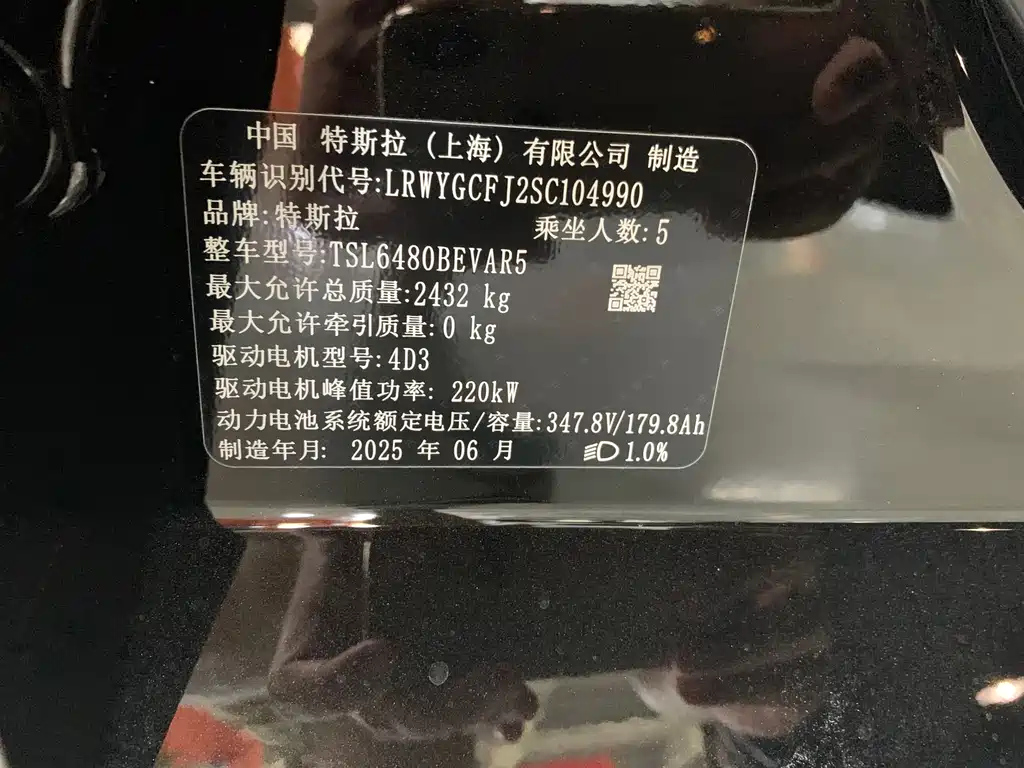 中国 特斯拉 (上海) 有限公司 制造
车辆识别代号:LRWYGCFJ2SC104990
品牌:特斯拉 乘坐人数:5
整车型号:TSL6480BEVAR5
最大允许总质量:2432 kg
最大允许牵引质量:0 kg
驱动电机型号:4D3
驱动电机峰值功率: 220kW
动力电池系统额定电压/容量:347.8V/179.8Ah
制造年月: 2025 年 06 月 1.0%